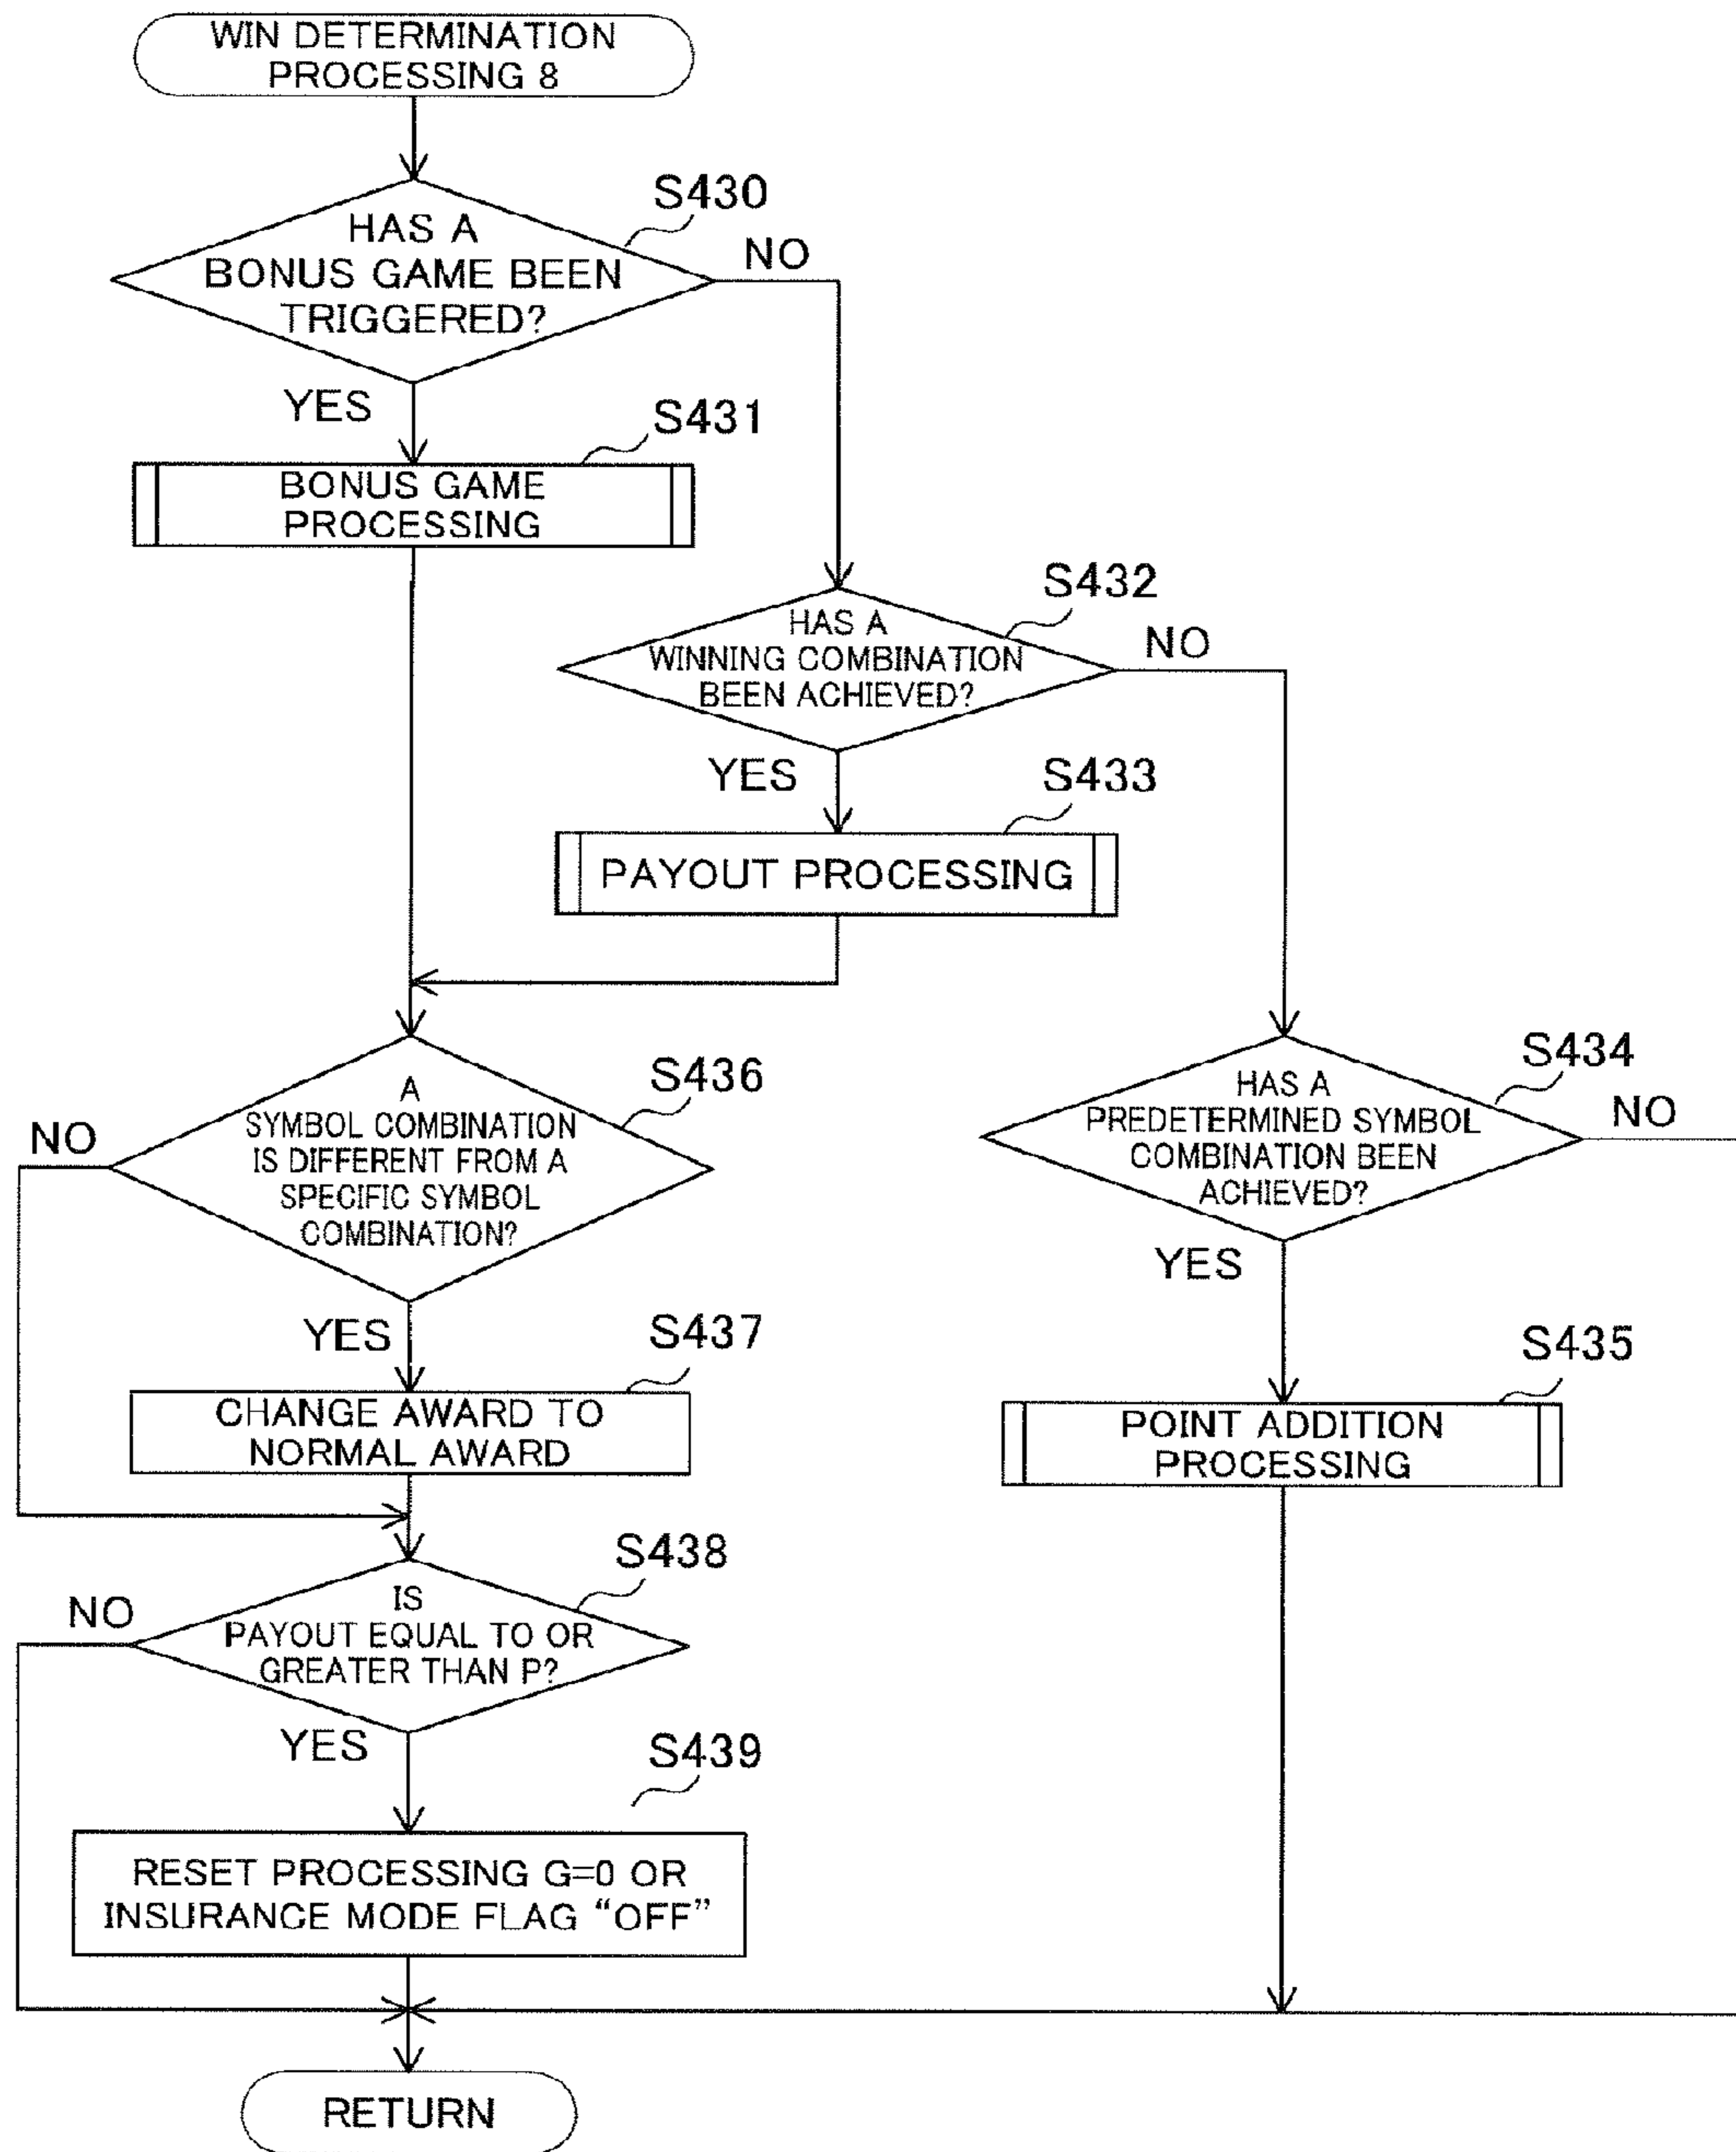 WIN DETERMINATION
PROCESSING 8
S430
HAS A
BONUS GAME BEEN
TRIGGERED?
NO
YES
S431
BONUS GAME
PROCESSING
S432
HAS A
WINNING COMBINATION
BEEN ACHIEVED?
NO
YES
S433
PAYOUT PROCESSING
S436
A
SYMBOL COMBINATION
IS DIFFERENT FROM A
SPECIFIC SYMBOL
COMBINATION?
NO
YES
S434
HAS A
PREDETERMINED SYMBOL
COMBINATION BEEN
ACHIEVED?
NO
YES
S437
CHANGE AWARD TO
NORMAL AWARD
S435
POINT ADDITION
PROCESSING
S438
IS
PAYOUT EQUAL TO OR
GREATER THAN P?
NO
YES
S439
RESET PROCESSING G=0 OR
INSURANCE MODE FLAG “OFF”
RETURN